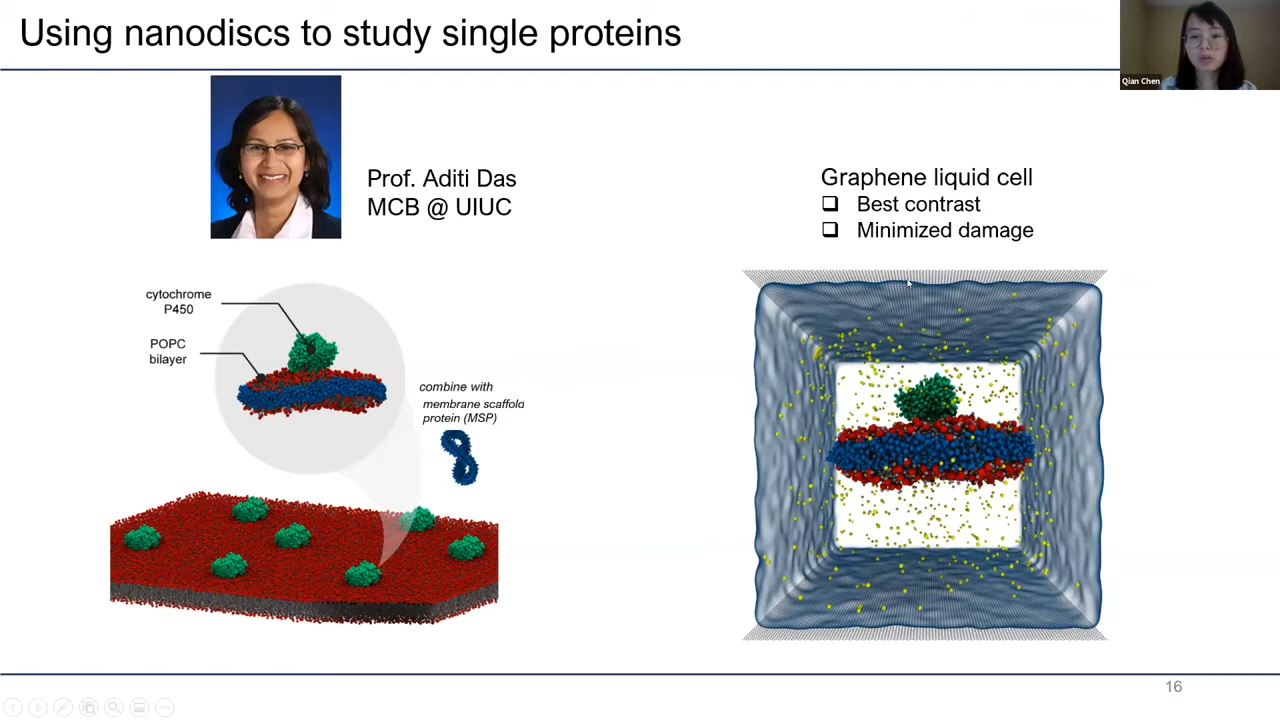 Using nanodiscs to study single proteins
Qian Chen
Prof. Aditi Das
MCB @ UIUC
Graphene liquid cell
Best contrast
Minimized damage
cytochrome
P450
POPC
bilayer
combine with
membrane scaffold
protein (MSP)
16